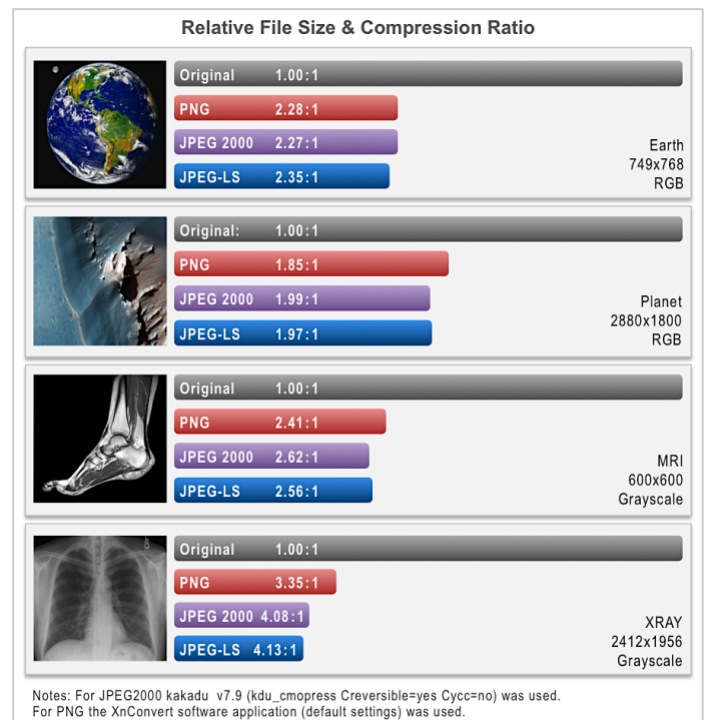 Relative File Size & Compression Ratio
Original 1.00:1
PNG 2.28:1
JPEG 2000 2.27:1
JPEG-LS 2.35:1
Earth
749x768
RGB
Original: 1.00:1
PNG 1.85:1
JPEG 2000 1.99:1
JPEG-LS 1.97:1
Planet
2880x1800
RGB
Original 1.00:1
PNG 2.41:1
JPEG 2000 2.62:1
JPEG-LS 2.56:1
MRI
600x600
Grayscale
Original 1.00:1
PNG 3.35:1
JPEG 2000 4.08:1
JPEG-LS 4.13:1
XRAY
2412x1956
Grayscale
Notes: For JPEG2000 kakadu v7.9 (kdu_cmopress Creversible=yes Cycc=no) was used.
For PNG the XnConvert software application (default settings) was used.